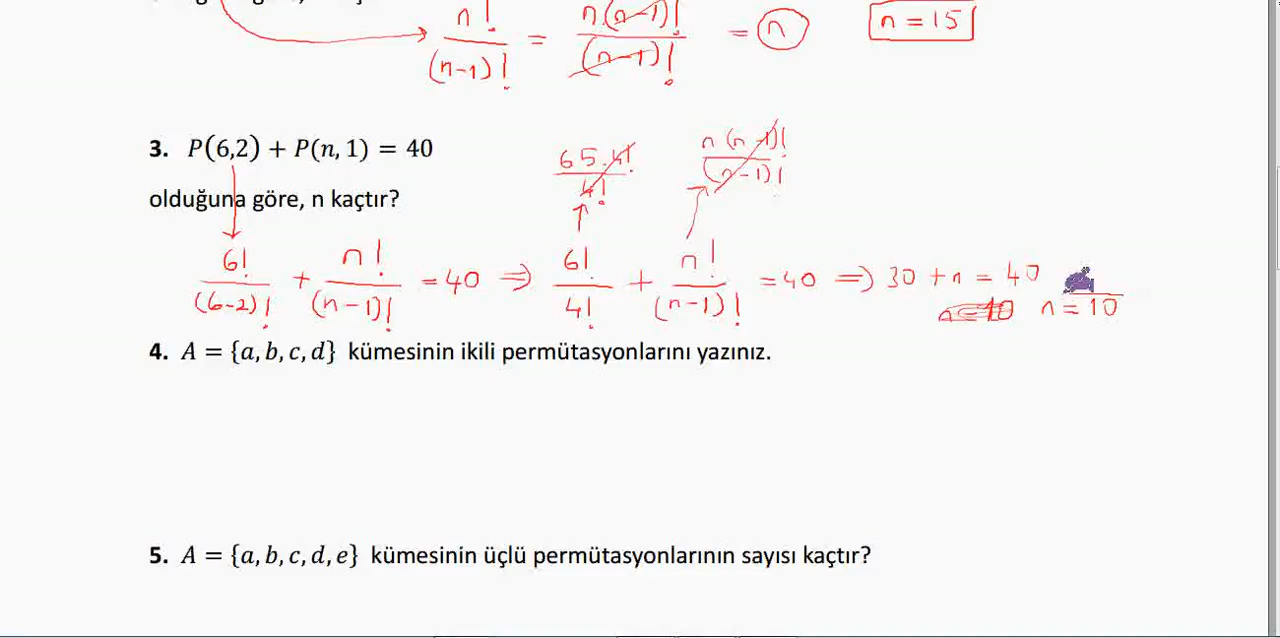 n! / (n-1)! = n.(n-1)! / (n-1)! = n n = 15
3. P(6,2) + P(n, 1) = 40
65.4! / 4! n(n-1)! / (n-1)!
olduğuna göre, n kaçtır?
6! / (6-2)! + n! / (n-1)! = 40 ⇒ 6! / 4! + n! / (n-1)! = 40 ⇒ 30 + n = 40
n = 10
4. A = {a, b, c, d} kümesinin ikili permütasyonlarını yazınız.
5. A = {a, b, c, d, e} kümesinin üçlü permütasyonlarının sayısı kaçtır?